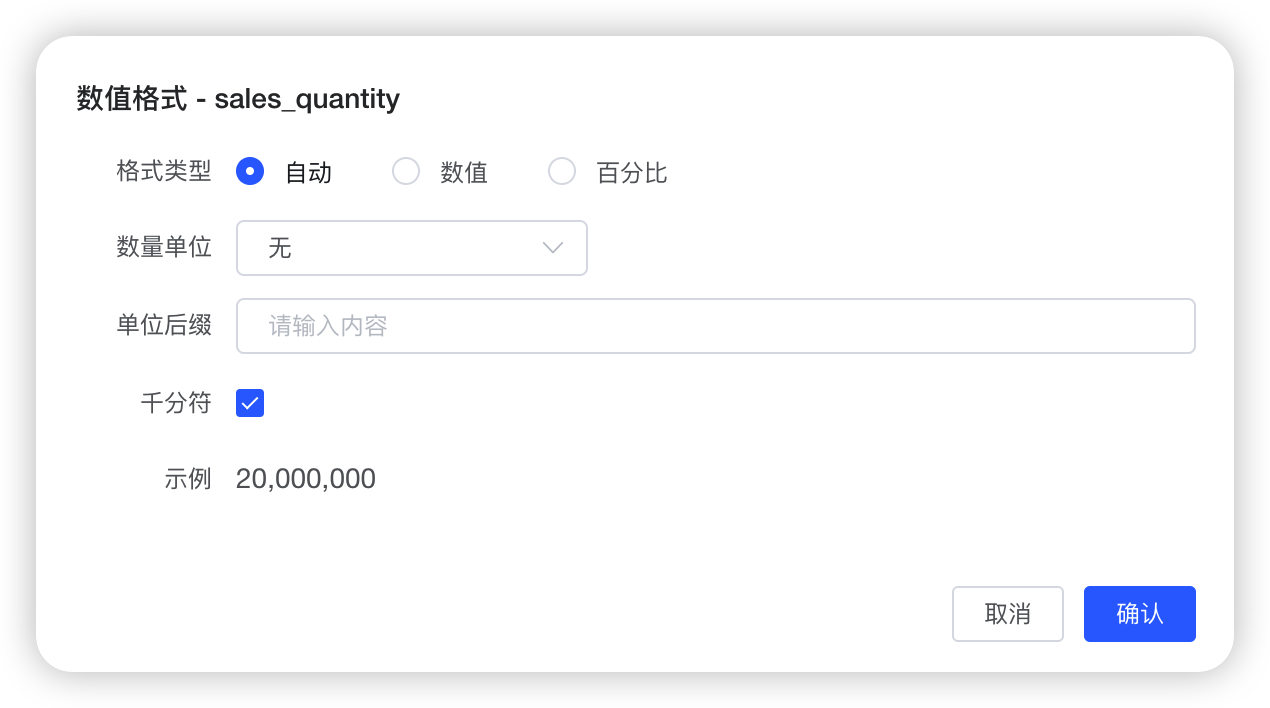 数值格式 - sales_quantity
格式类型 自动 数值 百分比
数量单位 无
单位后缀 请输入内容
千分符
示例 20,000,000
取消 确认